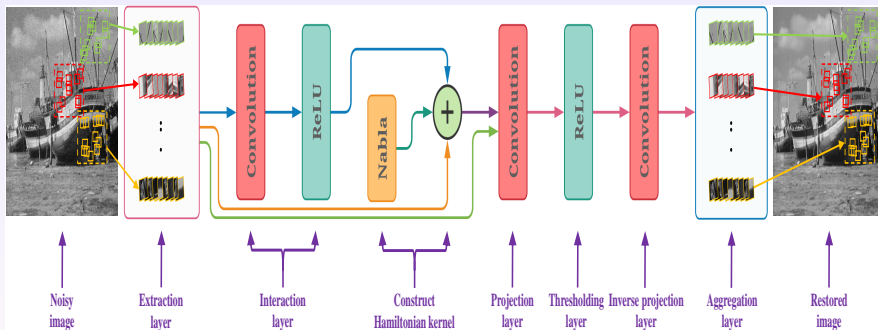 Convolution
ReLU
Nabla
+
Convolution
ReLU
Convolution
Noisy
image
Extraction
layer
Interaction
layer
Construct
Hamiltonian kernel
Projection
layer
Thresholding
layer
Inverse projection
layer
Aggregation
layer
Restored
image